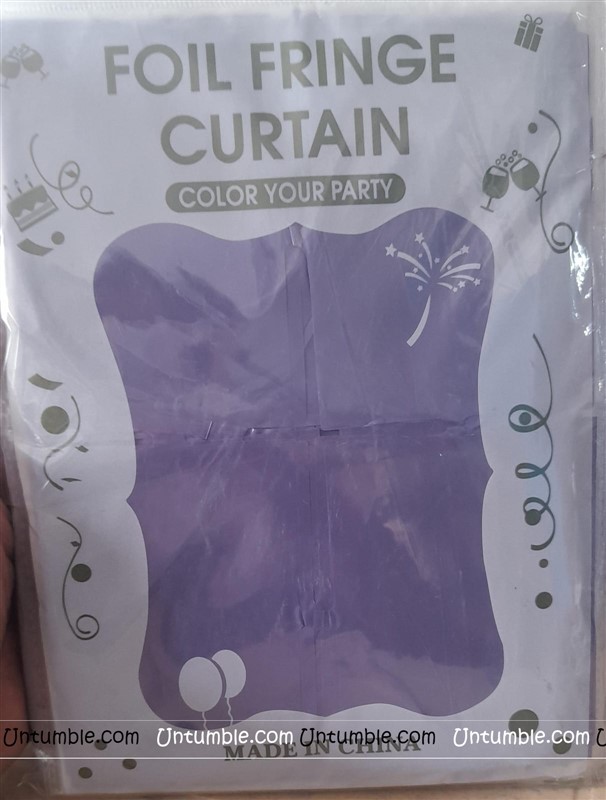 FOIL FRINGE
CURTAIN
COLOR YOUR PARTY
Untumble.com Untumble.com Untumble.com Untumble.com U
MADE IN CHINA